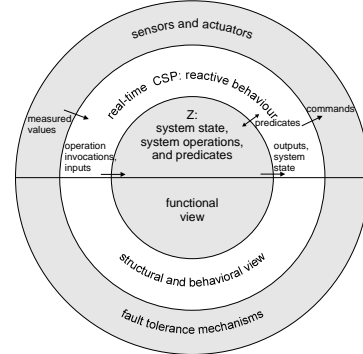 sensors and actuators
real-time CSP: reactive behaviour
measured
values
commands
predicates
Z:
system state,
system operations,
and predicates
operation
invocations,
inputs
outputs,
system
state
functional
view
structural and behavioral view
fault tolerance mechanisms